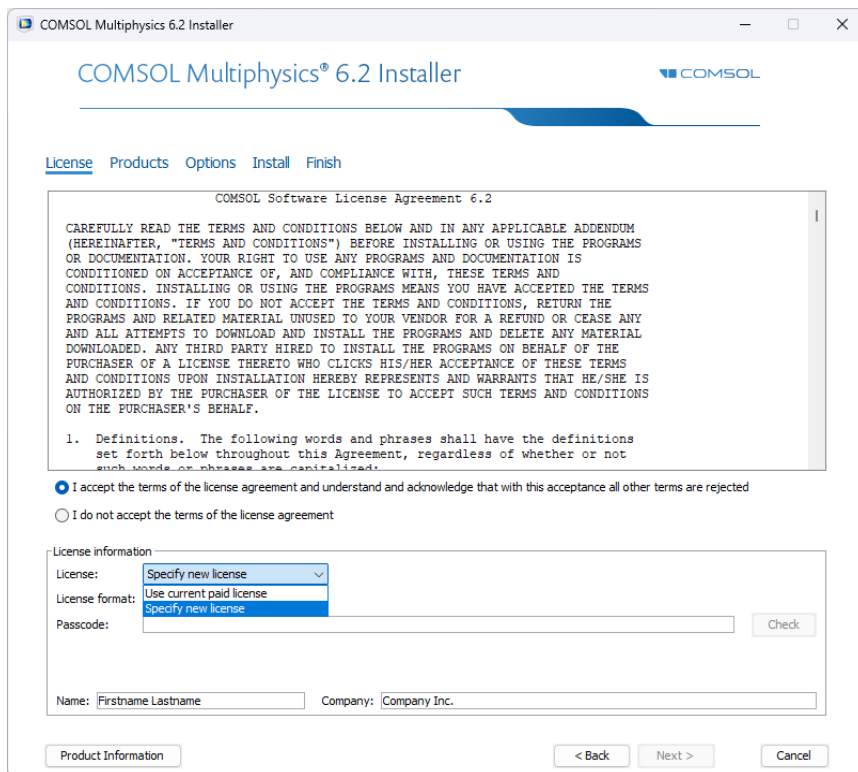 COMSOL Multiphysics 6.2 Installer
COMSOL Multiphysics® 6.2 Installer
COMSOL
License Products Options Install Finish
COMSOL Software License Agreement 6.2
CAREFULLY READ THE TERMS AND CONDITIONS BELOW AND IN ANY APPLICABLE ADDENDUM
(HEREINAFTER, "TERMS AND CONDITIONS") BEFORE INSTALLING OR USING THE PROGRAMS
OR DOCUMENTATION. YOUR RIGHT TO USE ANY PROGRAMS AND DOCUMENTATION IS
CONDITIONED ON ACCEPTANCE OF, AND COMPLIANCE WITH, THESE TERMS AND
CONDITIONS. INSTALLING OR USING THE PROGRAMS MEANS YOU HAVE ACCEPTED THE TERMS
AND CONDITIONS. IF YOU DO NOT ACCEPT THE TERMS AND CONDITIONS, RETURN THE
PROGRAMS AND RELATED MATERIAL UNUSED TO YOUR VENDOR FOR A REFUND OR CEASE ANY
AND ALL ATTEMPTS TO DOWNLOAD AND INSTALL THE PROGRAMS AND DELETE ANY MATERIAL
DOWNLOADED. ANY THIRD PARTY HIRED TO INSTALL THE PROGRAMS ON BEHALF OF THE
PURCHASER OF A LICENSE THERETO WHO CLICKS HIS/HER ACCEPTANCE OF THESE TERMS
AND CONDITIONS UPON INSTALLATION HEREBY REPRESENTS AND WARRANTS THAT HE/SHE IS
AUTHORIZED BY THE PURCHASER OF THE LICENSE TO ACCEPT SUCH TERMS AND CONDITIONS
ON THE PURCHASER'S BEHALF.
1. Definitions. The following words and phrases shall have the definitions
set forth below throughout this Agreement, regardless of whether or not
such words or phrases are capitalized:
I accept the terms of the license agreement and understand and acknowledge that with this acceptance all other terms are rejected
I do not accept the terms of the license agreement
License information
License: Specify new license
Use current paid license
License format:
Specify new license
Passcode: Check
Name: Firstname Lastname Company: Company Inc.
Product Information < Back Next > Cancel